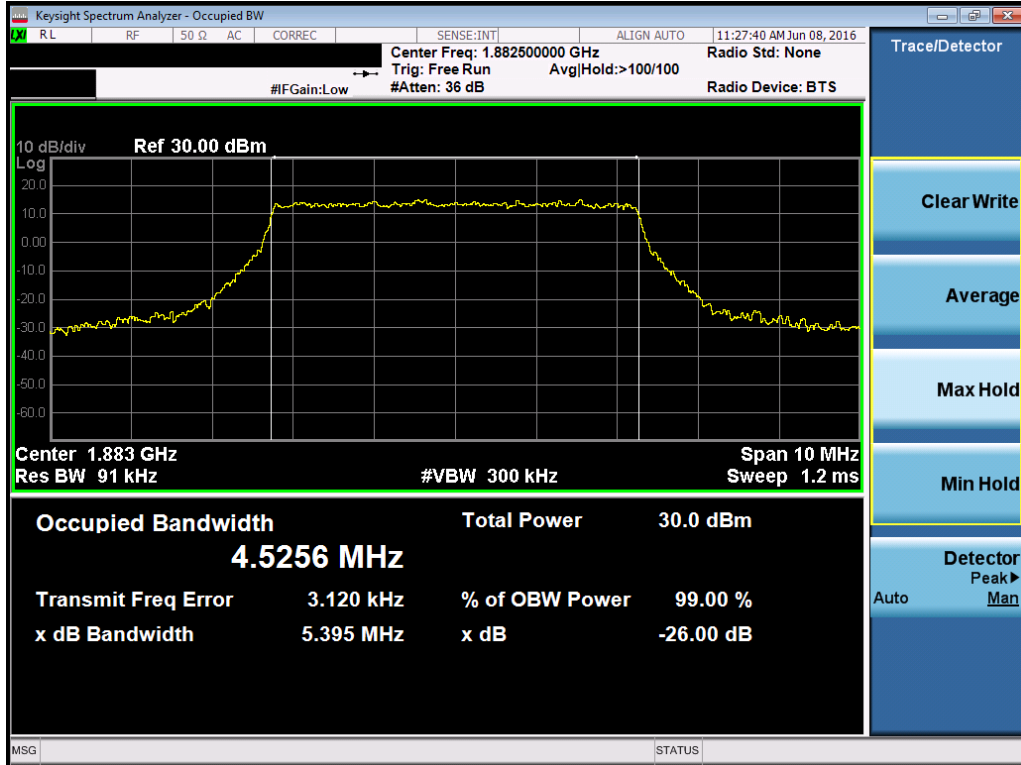 Keysight Spectrum Analyzer - Occupied BW
LXI RL RF 50 Ω AC CORREC SENSE:INT ALIGN AUTO 11:27:40 AM Jun 08, 2016
Center Freq: 1.882500000 GHz Radio Std: None
Trig: Free Run Avg|Hold:>100/100
#IFGain:Low #Atten: 36 dB Radio Device: BTS
Trace/Detector
10 dB/div Ref 30.00 dBm
Log
20.0
10.0
0.00
-10.0
-20.0
-30.0
-40.0
-50.0
-60.0
Center 1.883 GHz Span 10 MHz
Res BW 91 kHz #VBW 300 kHz Sweep 1.2 ms
Occupied Bandwidth Total Power 30.0 dBm
4.5256 MHz
Transmit Freq Error 3.120 kHz % of OBW Power 99.00 %
x dB Bandwidth 5.395 MHz x dB -26.00 dB
Clear Write
Average
Max Hold
Min Hold
Detector
Peak▶
Auto Man
MSG STATUS